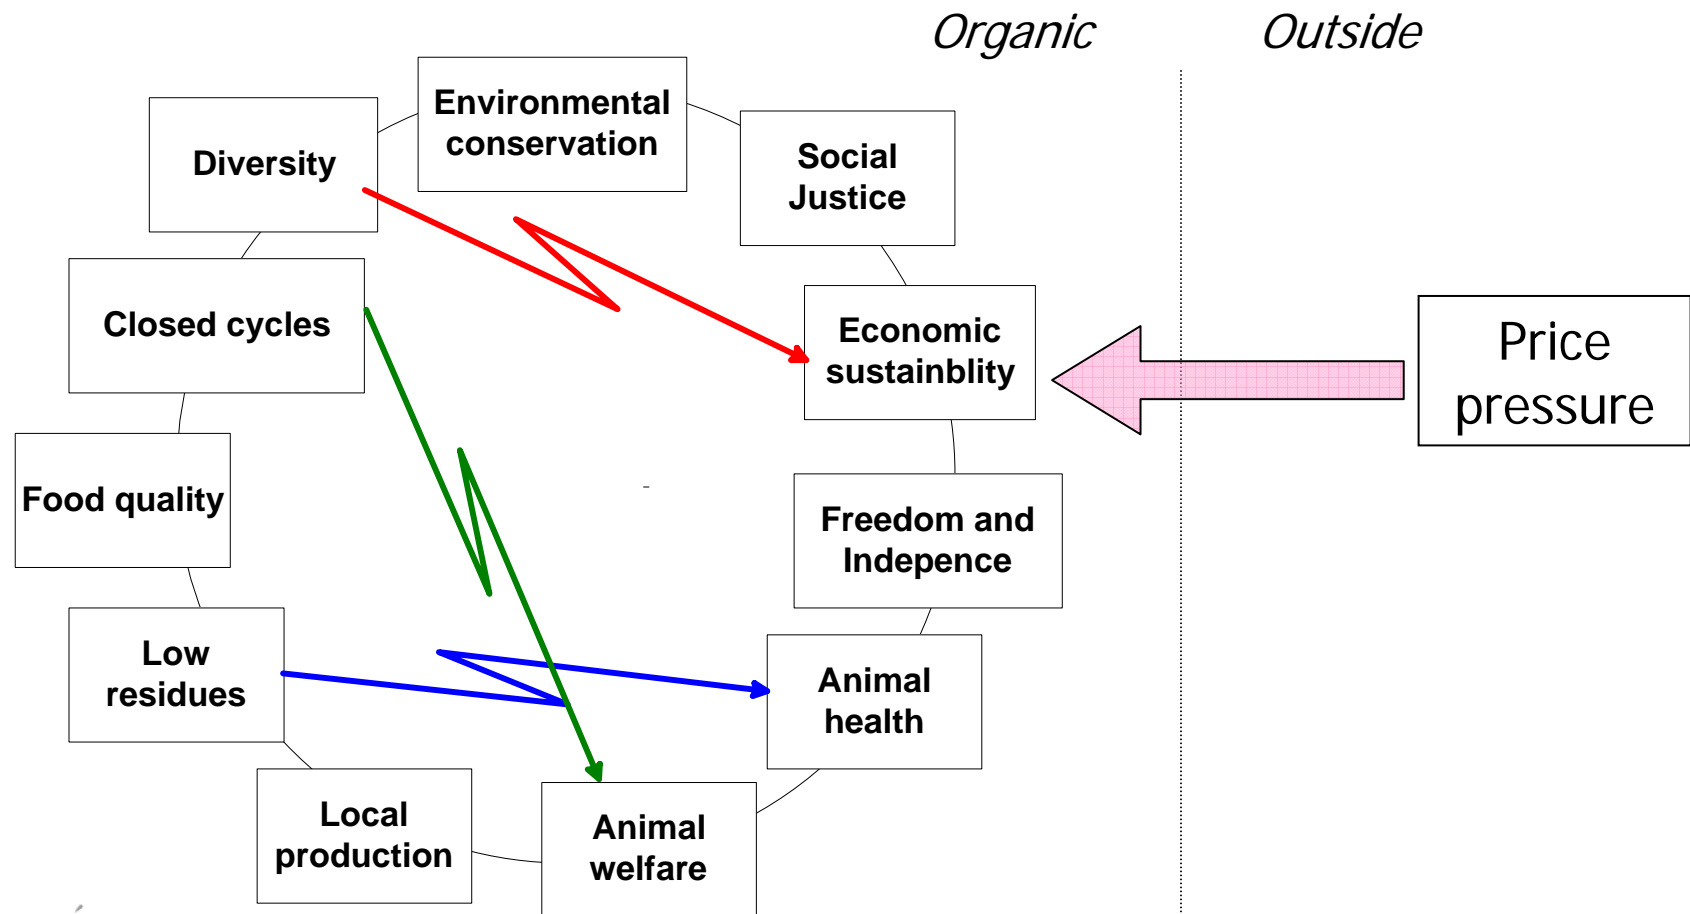 Organic
Outside
Environmental
conservation
Diversity
Social
Justice
Closed cycles
Economic
sustainblity
Price
pressure
Food quality
Freedom and
Indepence
Low
residues
Animal
health
Local
production
Animal
welfare